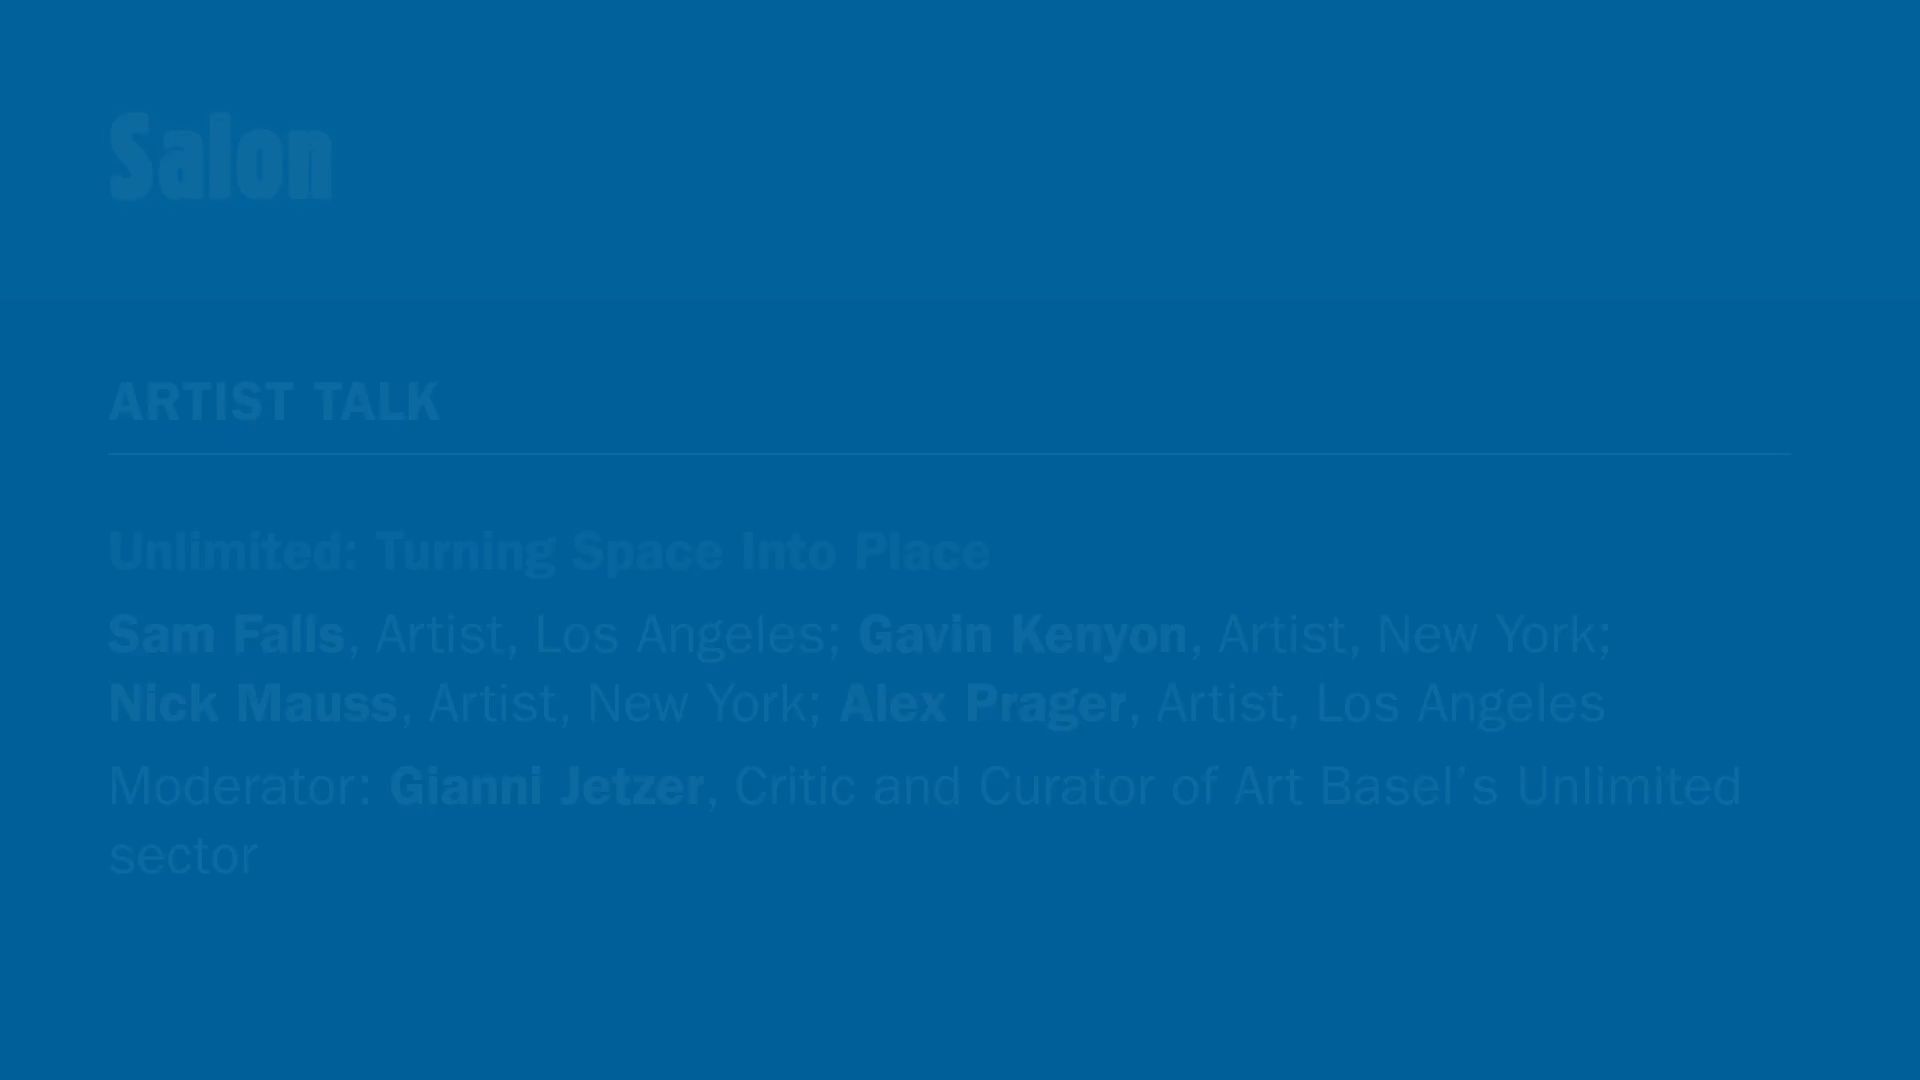 Salon
ARTIST TALK
Unlimited: Turning Space Into Place
Sam Falls, Artist, Los Angeles; Gavin Kenyon, Artist, New York;
Nick Mauss, Artist, New York; Alex Prager, Artist, Los Angeles
Moderator: Gianni Jetzer, Critic and Curator of Art Basel’s Unlimited
sector